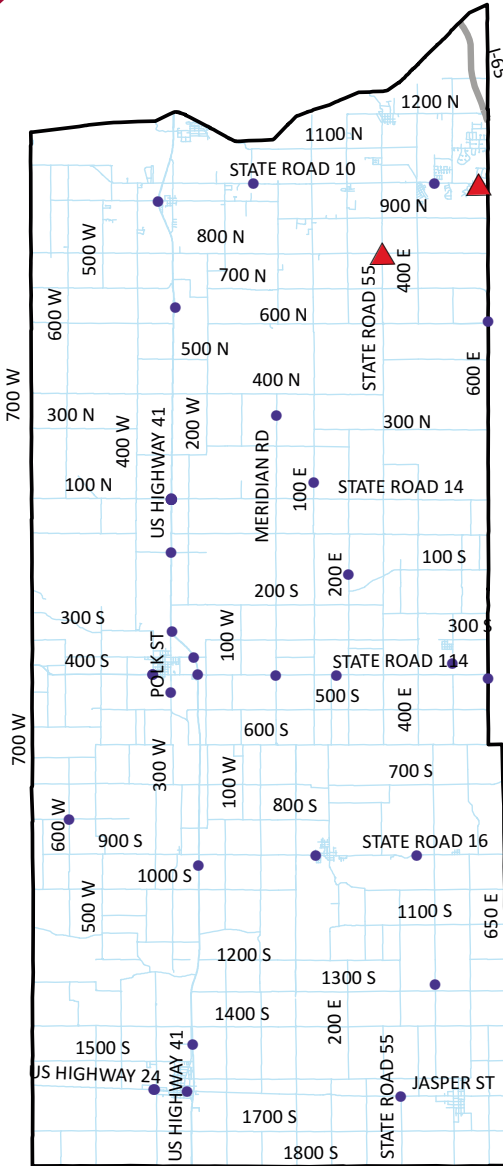 I-65
1200 N
1100 N
STATE ROAD 10
900 N
800 N
500 W
400 E
700 N
STATE ROAD 55
600 W
600 N
500 N
600 E
400 N
700 W
300 N
200 W
300 N
400 W
US HIGHWAY 41
MERIDIAN RD
100 N
100 E
STATE ROAD 14
100 S
200 E
200 S
300 S
100 W
300 S
400 S
POLK ST
STATE ROAD 114
500 S
400 E
600 S
700 W
300 W
100 W
700 S
800 S
600 W
900 S
STATE ROAD 16
1000 S
500 W
1100 S
650 E
1200 S
1300 S
1400 S
200 E
1500 S
US HIGHWAY 41
STATE ROAD 55
US HIGHWAY 24
JASPER ST
1700 S
1800 S